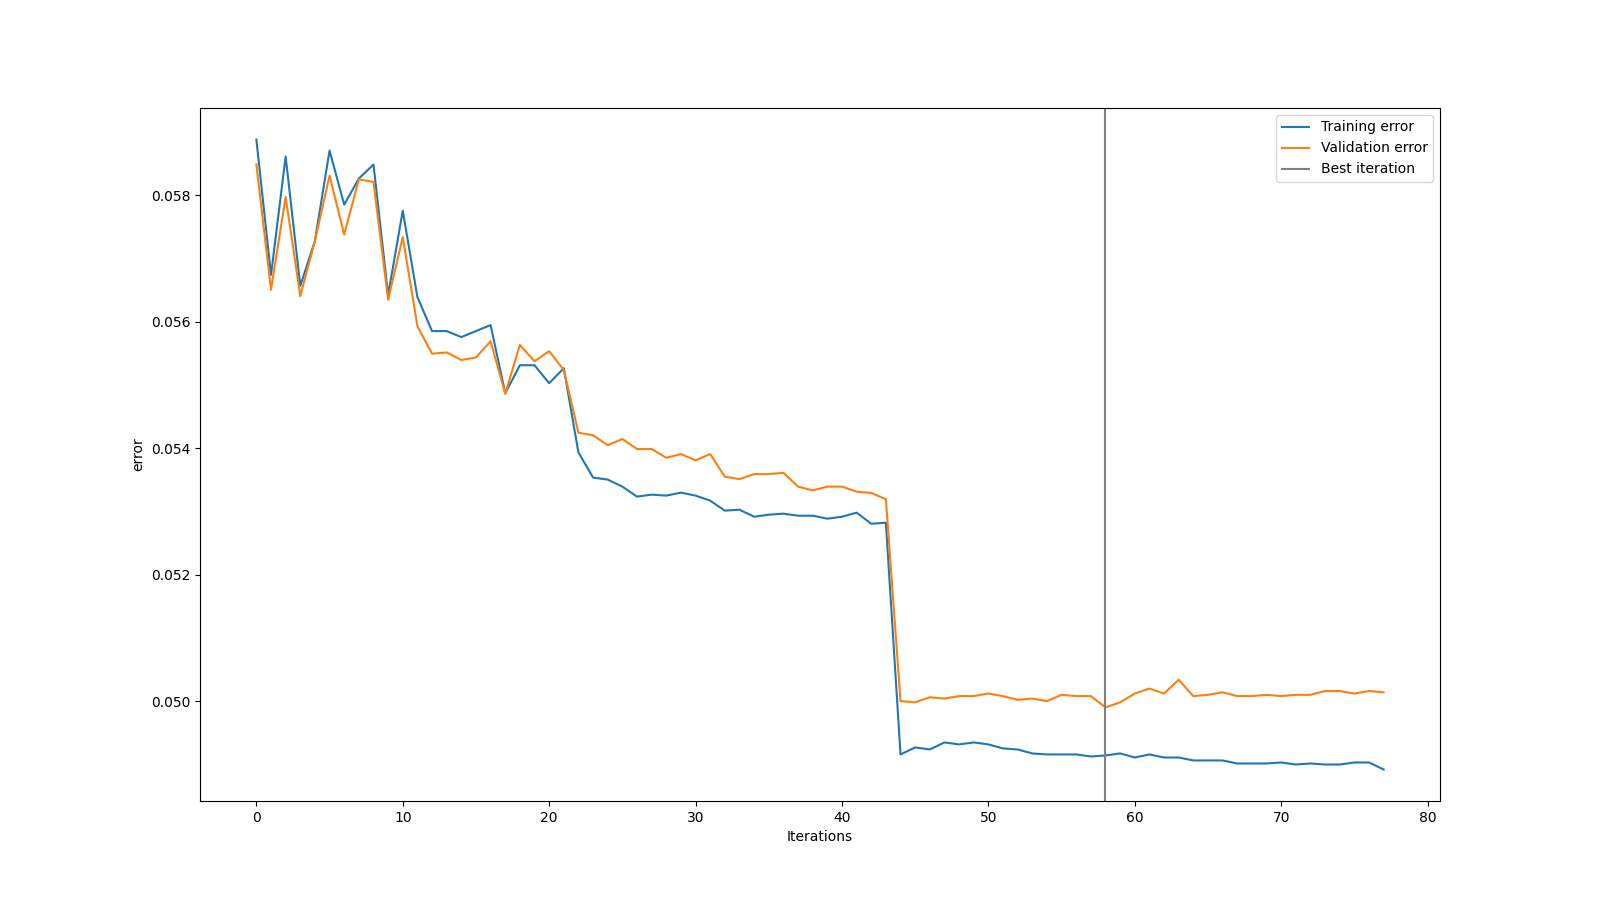 Training error
Validation error
Best iteration
0.058
0.056
0.054
0.052
0.050
error
0 10 20 30 40 50 60 70 80
Iterations